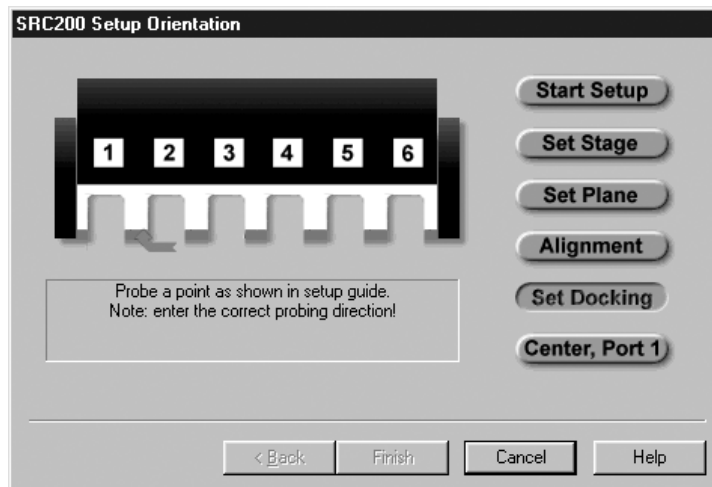 SRC200 Setup Orientation
1 2 3 4 5 6
Start Setup
Set Stage
Set Plane
Alignment
Set Docking
Center, Port 1
Probe a point as shown in setup guide.
Note: enter the correct probing direction!
< Back
Finish
Cancel
Help